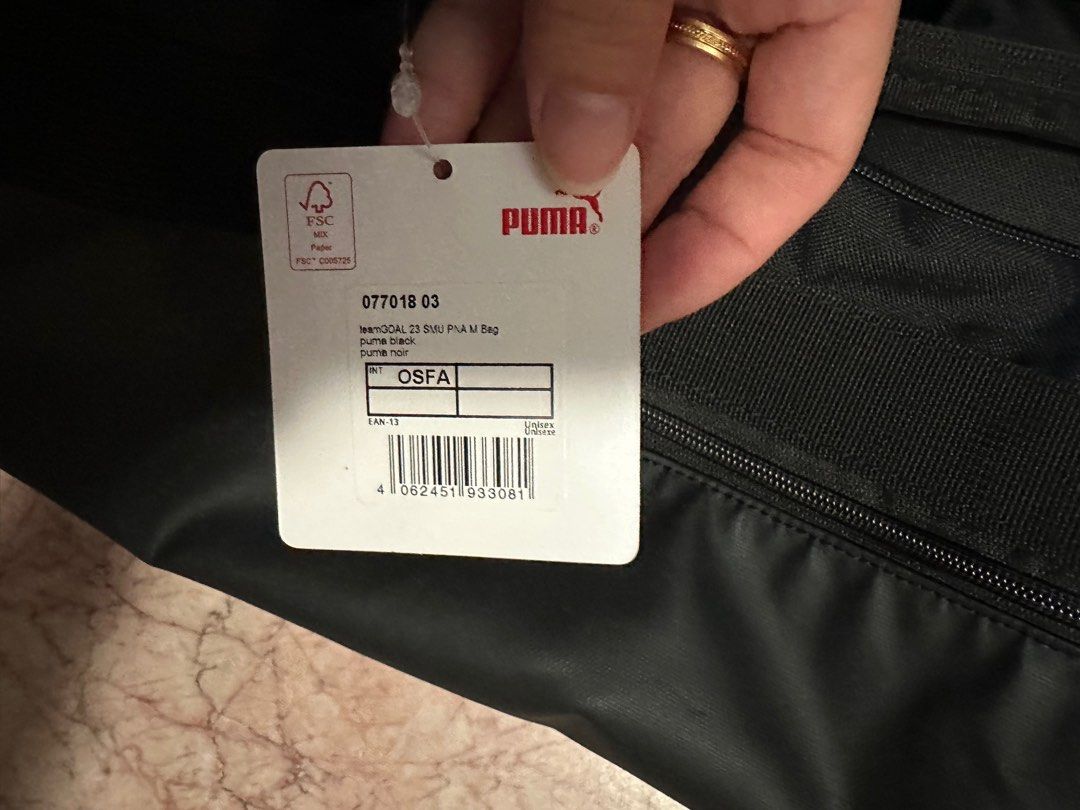 FSC
MIX
Paper
FSC™ C005725
PUMA®
077018 03
teamGOAL 23 SMU PNA M Bag
puma black
puma noir
INT OSFA
EAN-13
Unisex
Unisexe
4 062451 933081